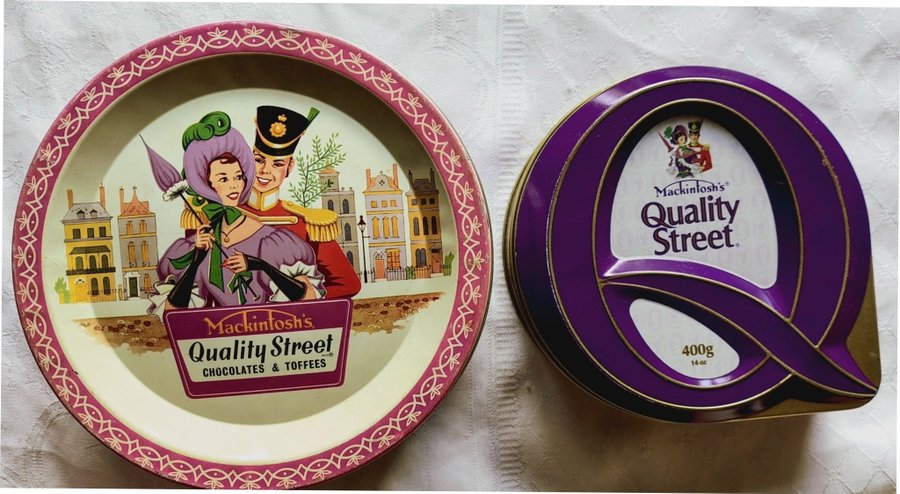 Mackintosh's
Quality Street
CHOCOLATES & TOFFEES
Mackintosh's®
Quality
Street®
400g
14 oz